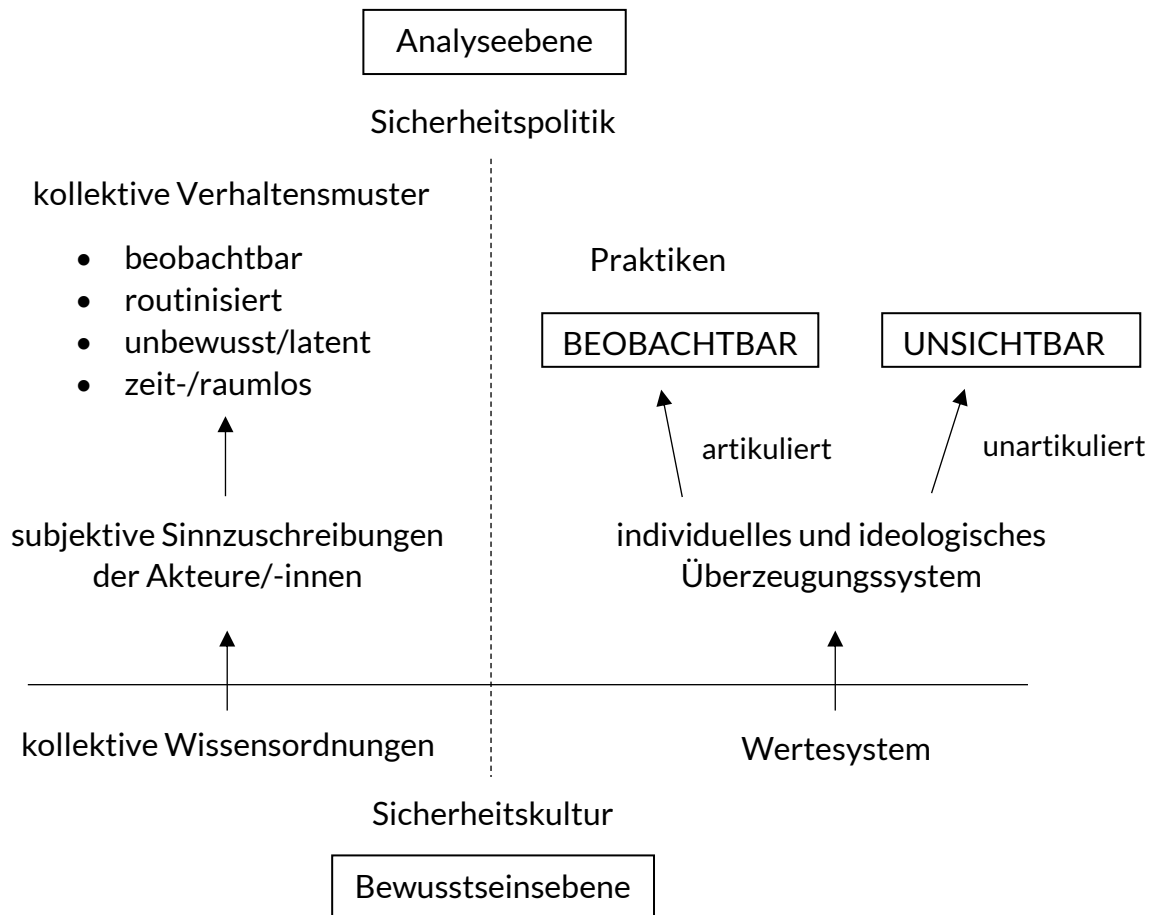 Analyseebene
Sicherheitspolitik
kollektive Verhaltensmuster
• beobachtbar
• routinisiert
• unbewusst/latent
• zeit-/raumlos
Praktiken
BEOBACHTBAR
UNSICHTBAR
artikuliert
unartikuliert
subjektive Sinnzuschreibungen
der Akteure/-innen
individuelles und ideologisches
Überzeugungssystem
kollektive Wissensordnungen
Wertesystem
Sicherheitskultur
Bewusstseinsebene